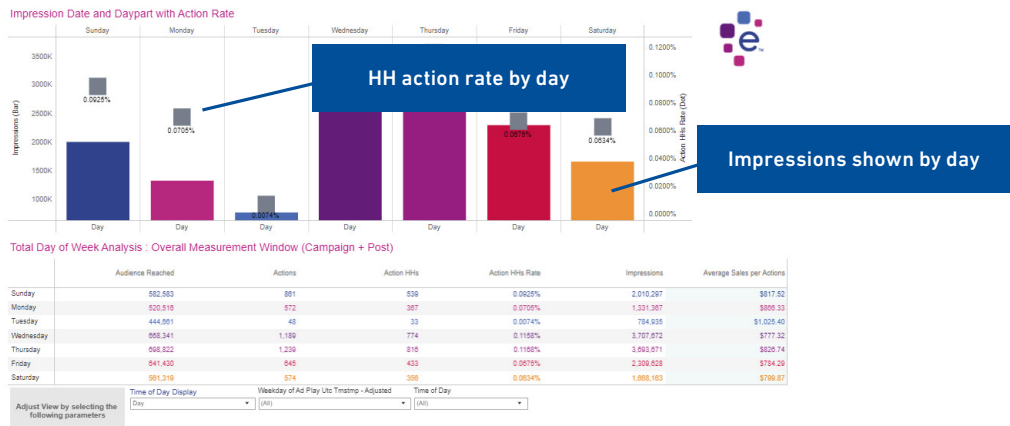 Impression Date and Daypart with Action Rate
Sunday Monday Tuesday Wednesday Thursday Friday Saturday
e
HH action rate by day
Impressions shown by day
Impressions (Bar)
3500K
3000K
2500K
2000K
1500K
1000K
0.0925%
0.0705%
0.0074%
0.0675%
0.0634%
0.1200%
0.1000%
0.0800%
0.0600%
0.0400%
0.0200%
0.0000%
Action HHs Rate (Dot)
Day Day Day Day Day Day Day
Total Day of Week Analysis : Overall Measurement Window (Campaign + Post)
Audience Reached Actions Action HHs Action HHs Rate Impressions Average Sales per Actions
Sunday 582,583 861 539 0.0925% 2,010,297 $817.52
Monday 520,516 572 367 0.0705% 1,331,367 $866.33
Tuesday 444,661 48 33 0.0074% 784,935 $1,025.40
Wednesday 668,341 1,189 774 0.1158% 3,707,672 $777.32
Thursday 698,822 1,239 816 0.1168% 3,693,671 $826.74
Friday 641,430 645 433 0.0675% 2,309,628 $784.29
Saturday 561,319 574 356 0.0634% 1,668,163 $799.87
Adjust View by selecting the
following parameters
Time of Day Display
Day
Weekday of Ad Play Utc Tmstmp - Adjusted
(All)
Time of Day
(All)